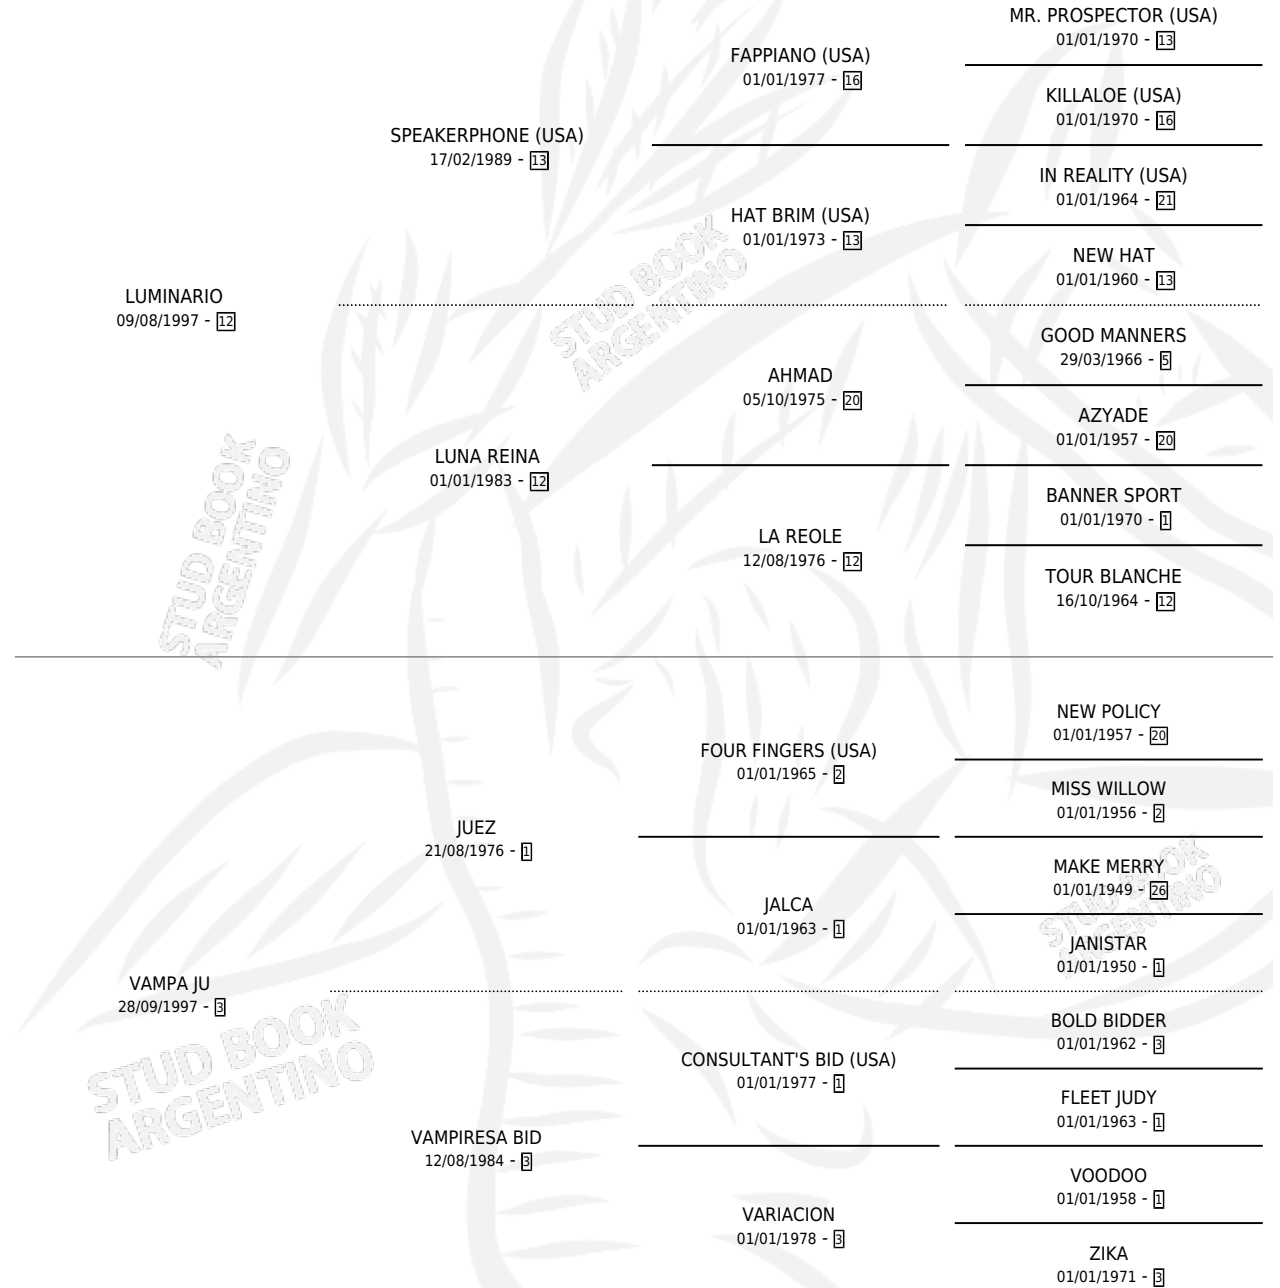 MR. PROSPECTOR (USA)
01/01/1970 - 13
FAPPIANO (USA)
01/01/1977 - 16
KILLALOE (USA)
01/01/1970 - 16
SPEAKERPHONE (USA)
17/02/1989 - 13
IN REALITY (USA)
01/01/1964 - 21
HAT BRIM (USA)
01/01/1973 - 13
NEW HAT
01/01/1960 - 13
LUMINARIO
09/08/1997 - 12
GOOD MANNERS
29/03/1966 - 5
AHMAD
05/10/1975 - 20
AZYADE
01/01/1957 - 20
LUNA REINA
01/01/1983 - 12
BANNER SPORT
01/01/1970 - 1
LA REOLE
12/08/1976 - 12
TOUR BLANCHE
16/10/1964 - 12
NEW POLICY
01/01/1957 - 20
FOUR FINGERS (USA)
01/01/1965 - 2
MISS WILLOW
01/01/1956 - 2
JUEZ
21/08/1976 - 1
MAKE MERRY
01/01/1949 - 26
JALCA
01/01/1963 - 1
JANISTAR
01/01/1950 - 1
VAMPA JU
28/09/1997 - 3
BOLD BIDDER
01/01/1962 - 3
CONSULTANT'S BID (USA)
01/01/1977 - 1
FLEET JUDY
01/01/1963 - 1
VAMPIRESA BID
12/08/1984 - 3
VOODOO
01/01/1958 - 1
VARIACION
01/01/1978 - 3
ZIKA
01/01/1971 - 3
STUD BOOK
ARGENTINO
STUD BOOK
ARGENTINO
STUD BOOK
ARGENTINO
STUD BOOK
ARGENTINO